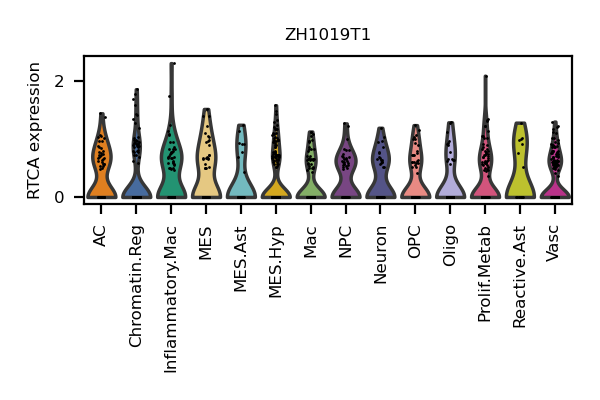 ZH1019T1
RTCA expression
2
0
AC
Chromatin.Reg
Inflammatory.Mac
MES
MES.Ast
MES.Hyp
Mac
NPC
Neuron
OPC
Oligo
Prolif.Metab
Reactive.Ast
Vasc